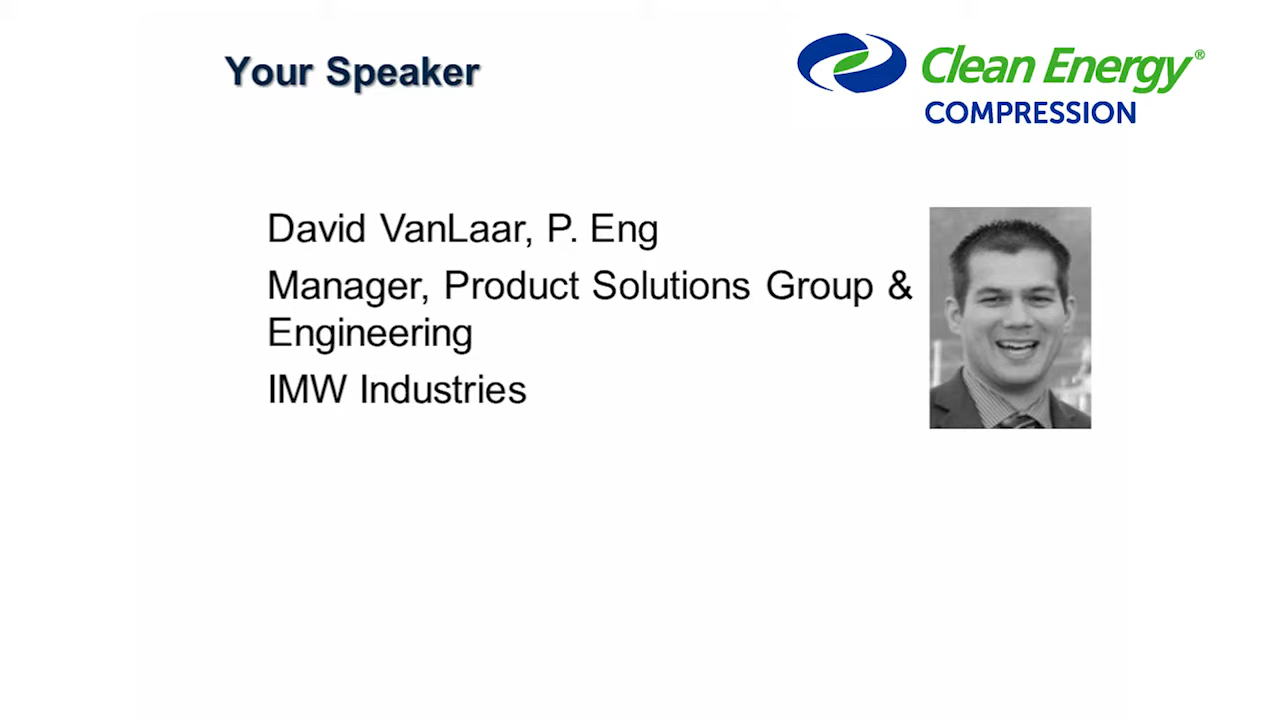 Your Speaker
Clean Energy®
COMPRESSION
David VanLaar, P. Eng
Manager, Product Solutions Group &
Engineering
IMW Industries